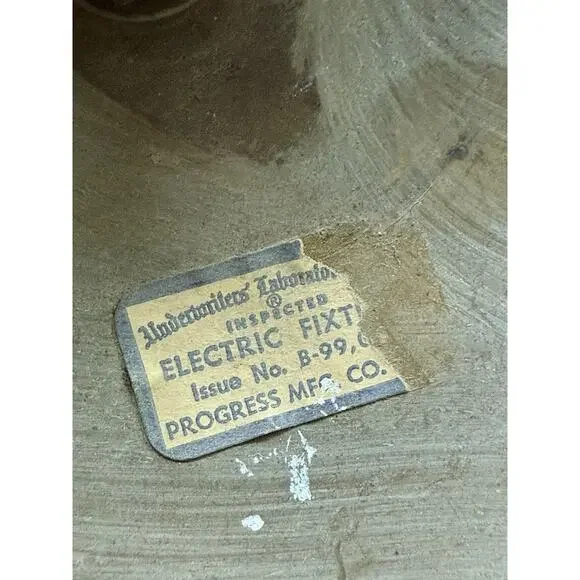 Underwriters' Laborato
®
INSPECTED
ELECTRIC FIXT
Issue No. B-99,
PROGRESS MFG. CO.